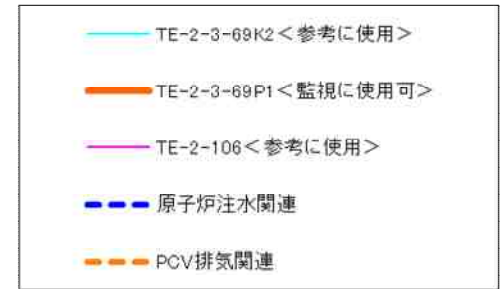 TE-2-3-69K2＜参考に使用＞
TE-2-3-69P1＜監視に使用可＞
TE-2-106＜参考に使用＞
原子炉注水関連
PCV排気関連